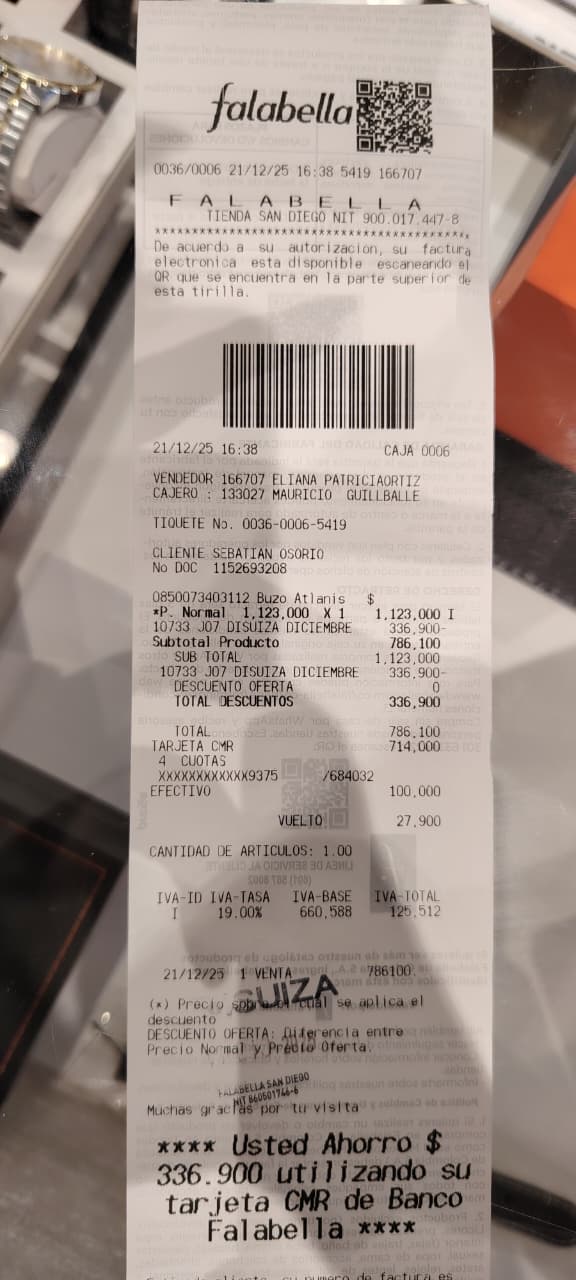 falabella
0036/0006 21/12/25 16:38 5419 166707
F A L A B E L L A
TIENDA SAN DIEGO NIT 900.017.447-8
******************************************
De acuerdo a su autorizacion, su factura
electronica esta disponible escaneando el
QR que se encuentra en la parte superior de
esta tirilla.
21/12/25 16:38 CAJA 0006
VENDEDOR 166707 ELIANA PATRICIAORTIZ
CAJERO : 133027 MAURICIO GUILLBALLE
TIQUETE No. 0036-0006-5419
CLIENTE SEBATIAN OSORIO
No DOC 1152693208
0850073403112 Buzo Atlanis $
*P. Normal 1,123,000 X 1 1,123,000 I
10733 J07 DISUIZA DICIEMBRE 336,900-
Subtotal Producto 786,100
SUB TOTAL 1,123,000
10733 J07 DISUIZA DICIEMBRE 336,900-
DESCUENTO OFERTA 0
TOTAL DESCUENTOS 336,900
TOTAL 786,100
TARJETA CMR 714,000
4 CUOTAS
XXXXXXXXXXXX9375 /684032
EFECTIVO 100,000
VUELTO 27,900
CANTIDAD DE ARTICULOS: 1.00
IVA-ID IVA-TASA IVA-BASE IVA-TOTAL
I 19.00% 660,588 125,512
21/12/25 1 VENTA 786100.
SUIZA
(*) Precio sobre el cual se aplica el
descuento
DESCUENTO OFERTA: Diferencia entre
Precio Normal y Precio Oferta.
FALABELLA SAN DIEGO
NIT 860501746-6
Muchas gracias por tu visita
**** Usted Ahorro $
336.900 utilizando su
tarjeta CMR de Banco
Falabella ****